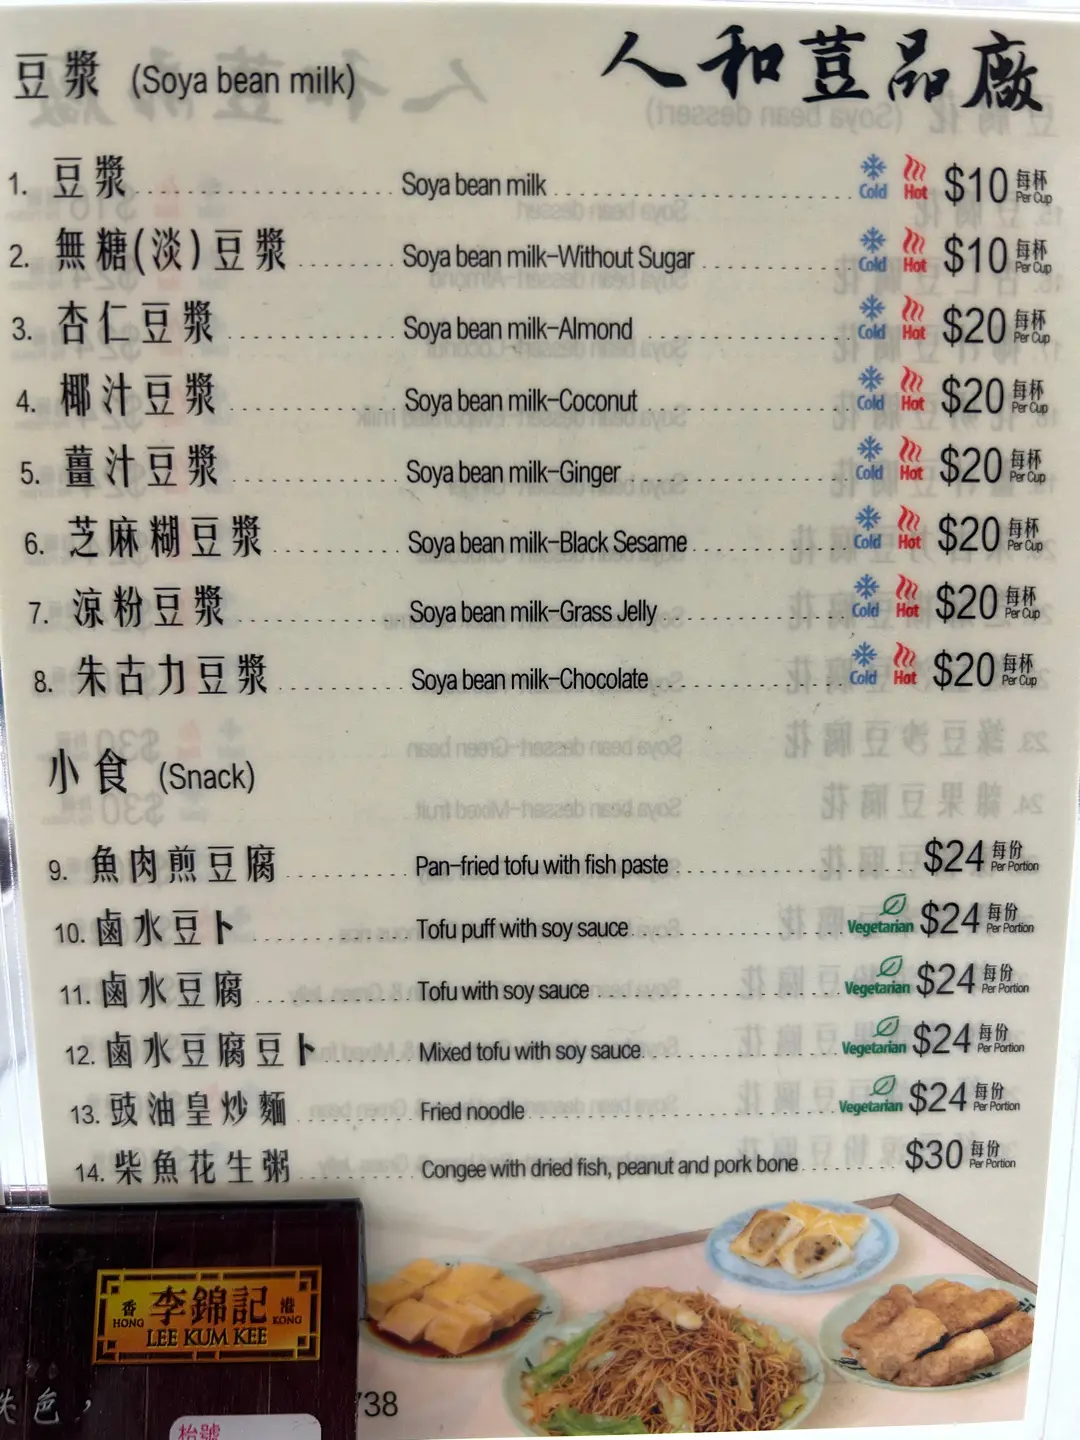 人和荳品廠
豆漿 (Soya bean milk)
1. 豆漿 Soya bean milk Cold Hot $10 每杯 Per Cup
2. 無糖(淡)豆漿 Soya bean milk-Without Sugar Cold Hot $10 每杯 Per Cup
3. 杏仁豆漿 Soya bean milk-Almond Cold Hot $20 每杯 Per Cup
4. 椰汁豆漿 Soya bean milk-Coconut Cold Hot $20 每杯 Per Cup
5. 薑汁豆漿 Soya bean milk-Ginger Cold Hot $20 每杯 Per Cup
6. 芝麻糊豆漿 Soya bean milk-Black Sesame Cold Hot $20 每杯 Per Cup
7. 涼粉豆漿 Soya bean milk-Grass Jelly Cold Hot $20 每杯 Per Cup
8. 朱古力豆漿 Soya bean milk-Chocolate Cold Hot $20 每杯 Per Cup
小食 (Snack)
9. 魚肉煎豆腐 Pan-fried tofu with fish paste $24 每份 Per Portion
10. 鹵水豆卜 Tofu puff with soy sauce Vegetarian $24 每份 Per Portion
11. 鹵水豆腐 Tofu with soy sauce Vegetarian $24 每份 Per Portion
12. 鹵水豆腐豆卜 Mixed tofu with soy sauce Vegetarian $24 每份 Per Portion
13. 豉油皇炒麵 Fried noodle Vegetarian $24 每份 Per Portion
14. 柴魚花生粥 Congee with dried fish, peanut and pork bone $30 每份 Per Portion
香 李錦記 港
HONG LEE KUM KEE KONG
色，
738
枱號